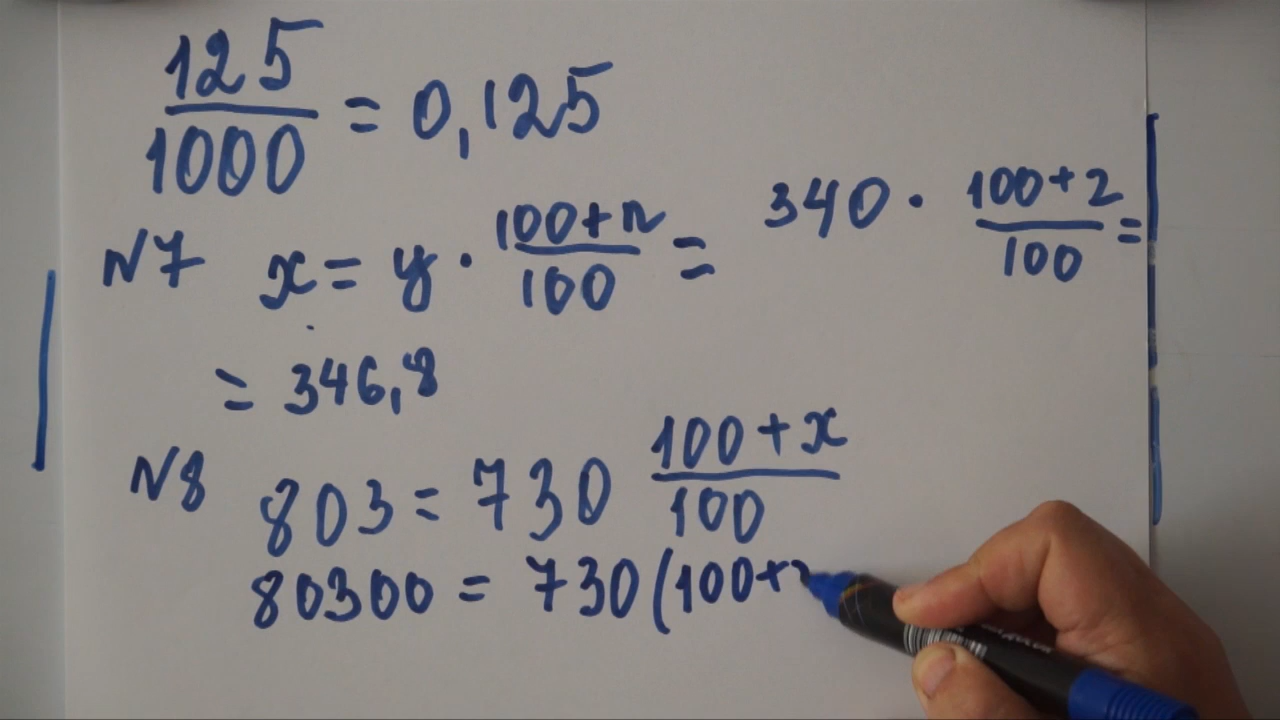 125/1000 = 0,125
N7 x = y · (100+n)/100 = 340 · (100+2)/100 =
= 346,8
N8 803 = 730 (100+x)/100
80300 = 730(100+